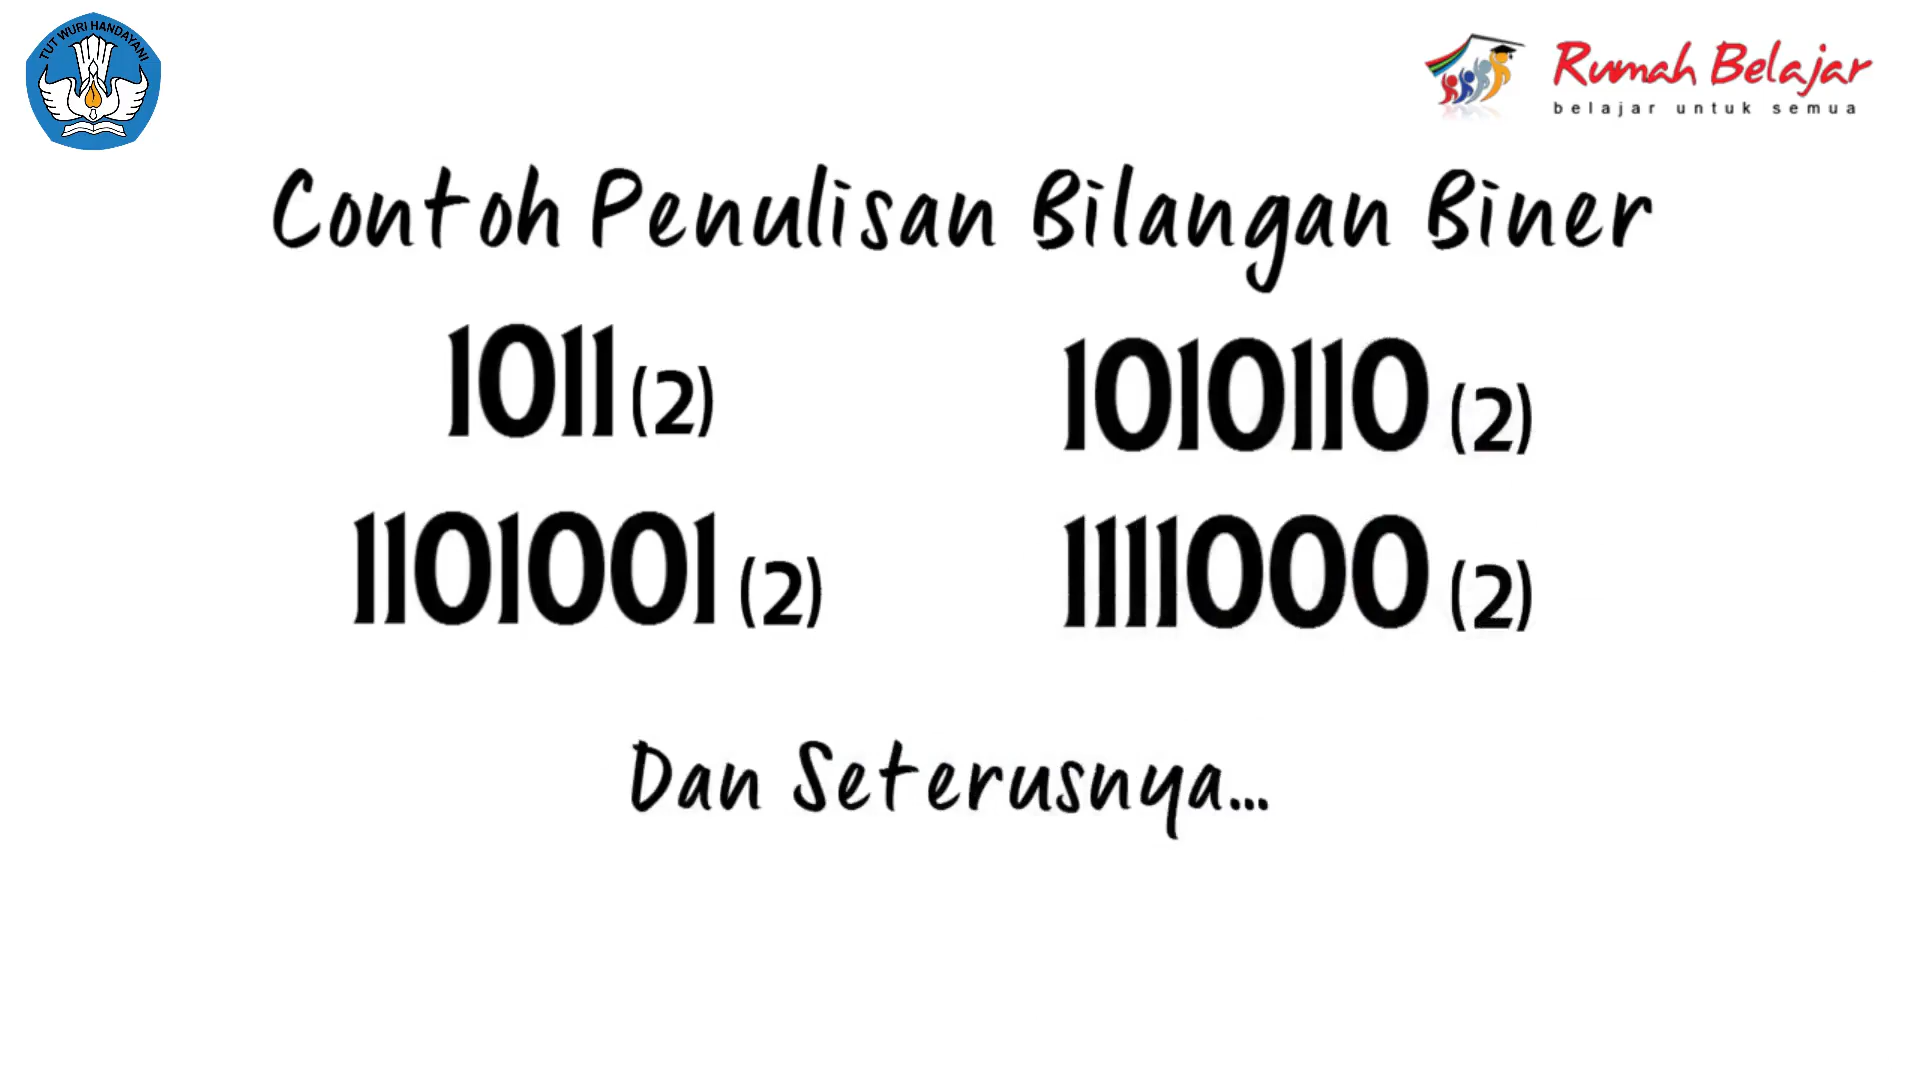 TUT WURI HANDAYANI
Rumah Belajar
belajar untuk semua
Contoh Penulisan Bilangan Biner
1011(2)
1010110 (2)
1101001 (2)
1111000 (2)
Dan Seterusnya...